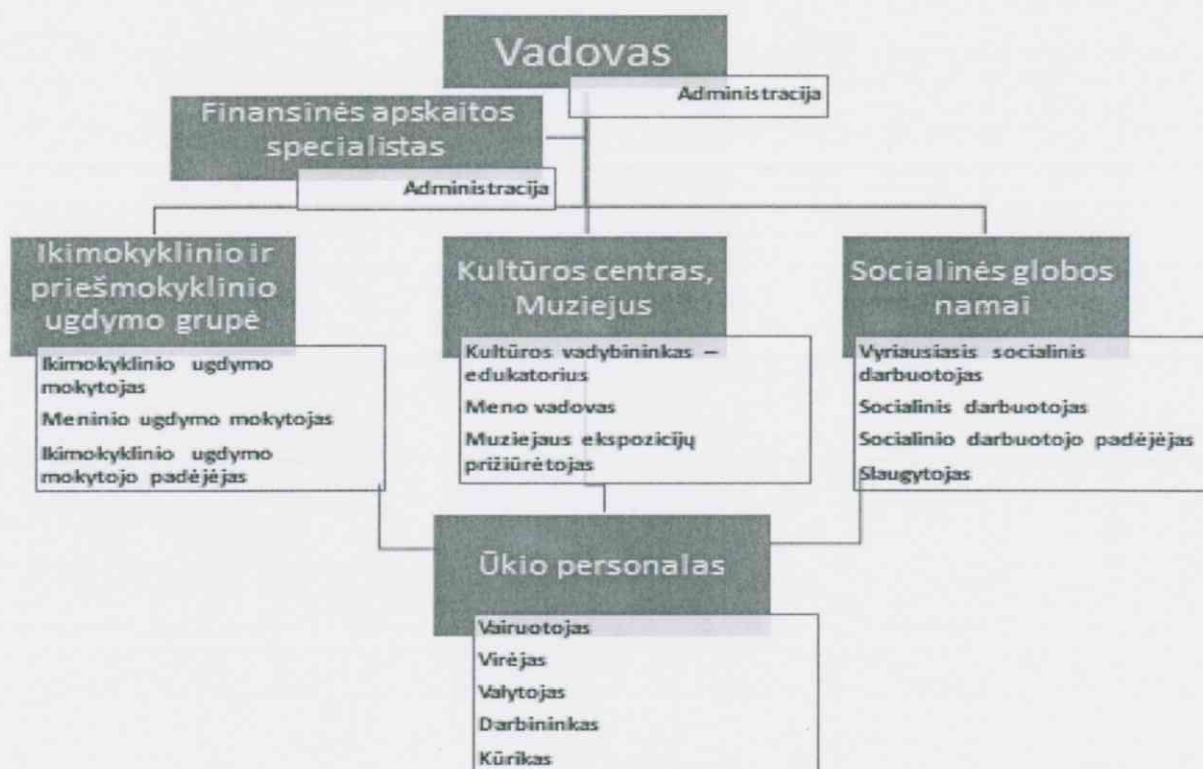 Vadovas
Administracija
Finansinės apskaitos
specialistas
Administracija
Ikimokyklinio ir
priešmokyklinio
ugdymo grupė
Ikimokyklinio ugdymo
mokytojas
Meninio ugdymo mokytojas
Ikimokyklinio ugdymo
mokytojo padėjėjas
Kultūros centras,
Muziejus
Kultūros vadybininkas –
edukatorius
Meno vadovas
Muziejaus ekspozicijų
prižiūrėtojas
Socialinės globos
namai
Vyriausiasis socialinis
darbuotojas
Socialinis darbuotojas
Socialinio darbuotojo padėjėjas
Slaugytojas
Ūkio personalas
Vairuotojas
Virėjas
Valytojas
Darbininkas
Kūrikas